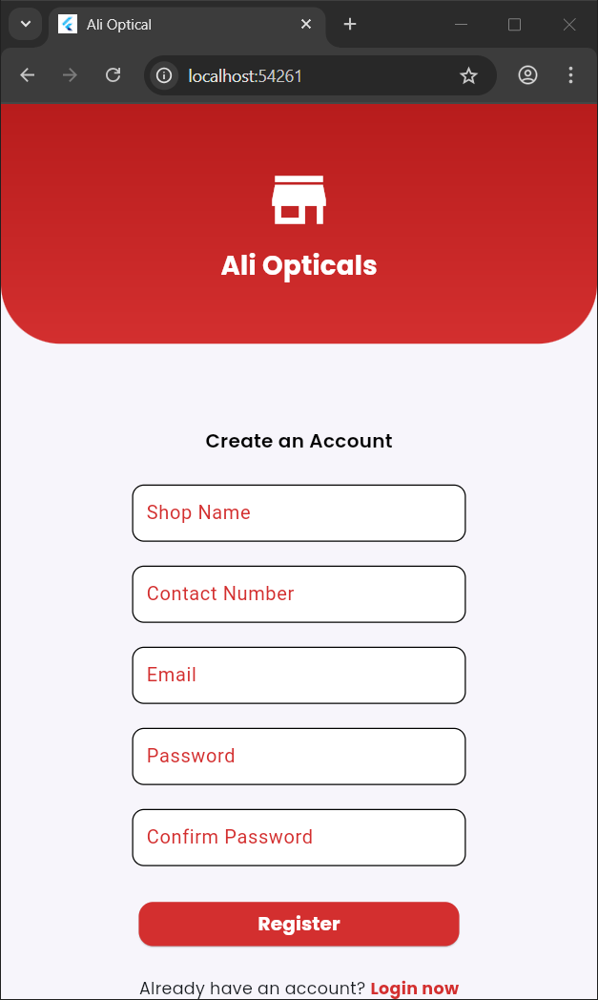 Ali Optical
localhost:54261
Ali Opticals
Create an Account
Shop Name
Contact Number
Email
Password
Confirm Password
Register
Already have an account? Login now